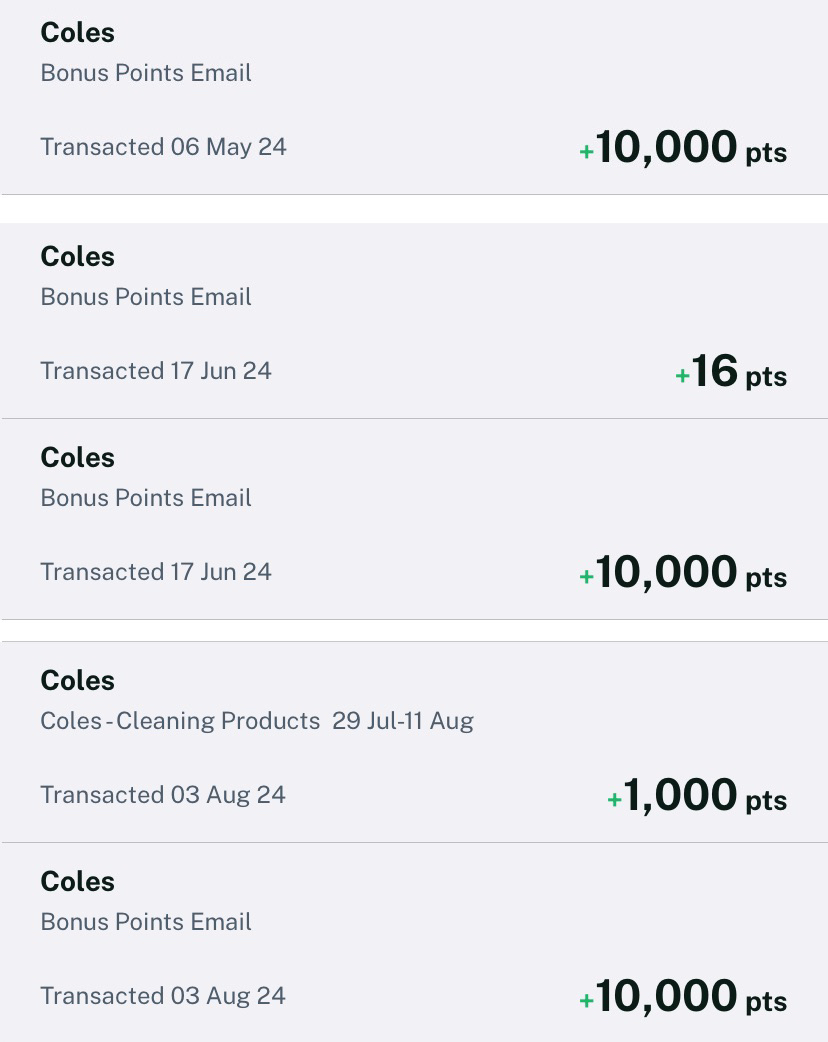 Coles
Bonus Points Email
Transacted 06 May 24 +10,000 pts
Coles
Bonus Points Email
Transacted 17 Jun 24 +16 pts
Coles
Bonus Points Email
Transacted 17 Jun 24 +10,000 pts
Coles
Coles - Cleaning Products 29 Jul-11 Aug
Transacted 03 Aug 24 +1,000 pts
Coles
Bonus Points Email
Transacted 03 Aug 24 +10,000 pts